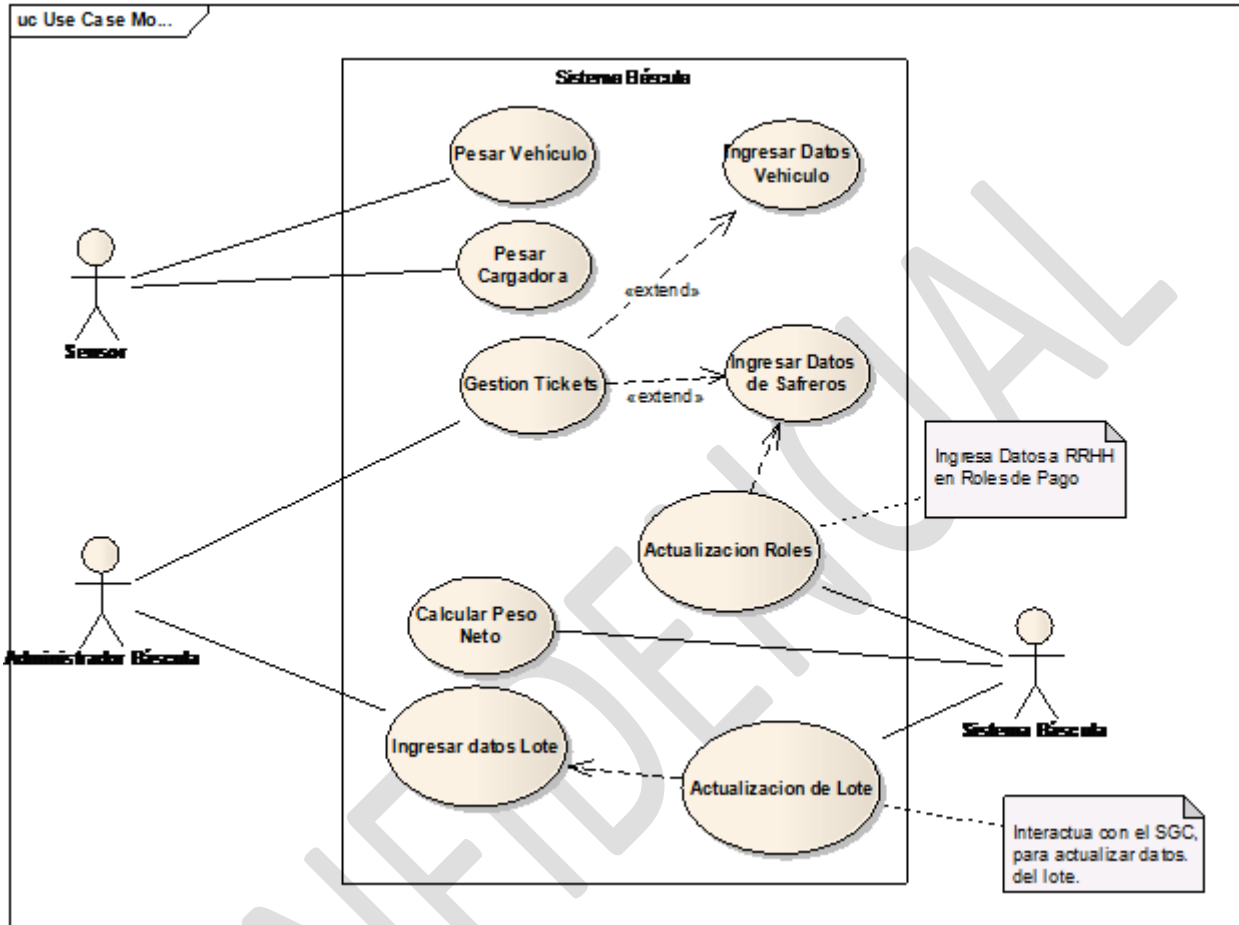 uc Use Case Mo...
Sistema Báscula
Pesar Vehículo
Ingresar Datos
Vehiculo
Pesar
Cargadora
«extend»
Sensor
Gestion Tickets
Ingresar Datos
de Safreros
«extend»
Ingresa Datos a RRHH
en Roles de Pago
Actualizacion Roles
Calcular Peso
Neto
Administrador Báscula
Sistema Báscula
Ingresar datos Lote
Actualizacion de Lote
Interactua con el SGC,
para actualizar datos.
del lote.
NFIDENCIAL